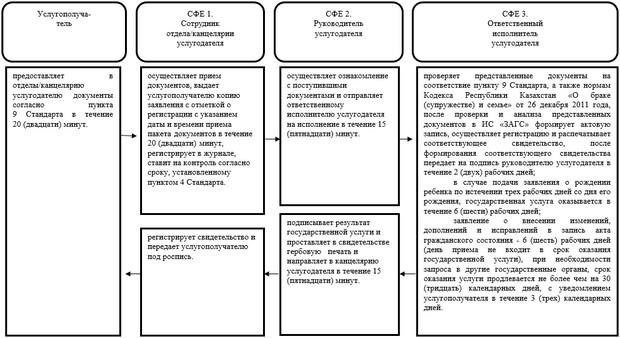 Услугополуча-
тель
СФЕ 1.
Сотрудник
отдела/канцелярии
услугодателя
СФЕ 2.
Руководитель
услугодателя
СФЕ 3.
Ответственный
исполнитель
услугодателя
предоставляет в
отделы/канцелярию
услугодателю документы
согласно пункта
9 Стандарта в течение
20 (двадцати) минут.
осуществляет прием
документов, выдает
услугополучателю копию
заявления с отметкой о
регистрации с указанием
даты и времени приема
пакета документов в течение
20 (двадцати) минут,
регистрирует в журнале,
ставит на контроль согласно
сроку, установленному
пунктом 4 Стандарта.
осуществляет ознакомление
с поступившими
документами и отправляет
ответственному
исполнителю услугодателя
на исполнение в течение 15
(пятнадцати) минут.
проверяет представленные документы на
соответствие пункту 9 Стандарта, а также нормам
Кодекса Республики Казахстан «О браке
(супружестве) и семье» от 26 декабря 2011 года,
после проверки и анализа представленных
документов в ИС «ЗАГС» формирует актовую
запись, осуществляет регистрацию и распечатывает
соответствующее свидетельство, после
формирования соответствующего свидетельства
передает на подпись руководителю услугодателя в
течение 2 (двух) рабочих дней;
в случае подачи заявления о рождении
ребенка по истечении трех рабочих дней со дня его
рождения, государственная услуга оказывается в
течение 6 (шести) рабочих дней;
заявление о внесении изменений,
дополнений и исправлений в запись акта
гражданского состояния - 6 (шесть) рабочих дней
(день приема не входит в срок оказания
государственной услуги), при необходимости
запроса в другие государственные органы, срок
оказания услуги продлевается не более чем на 30
(тридцать) календарных дней, с уведомлением
услугополучателя в течение 3 (трех) календарных
дней.
регистрирует свидетельство и
передает услугополучателю
под роспись.
подписывает результат
государственной услуги и
проставляет в свидетельстве
гербовую печать и
направляет в канцелярию
услугодателя в течение 15
(пятнадцати) минут.